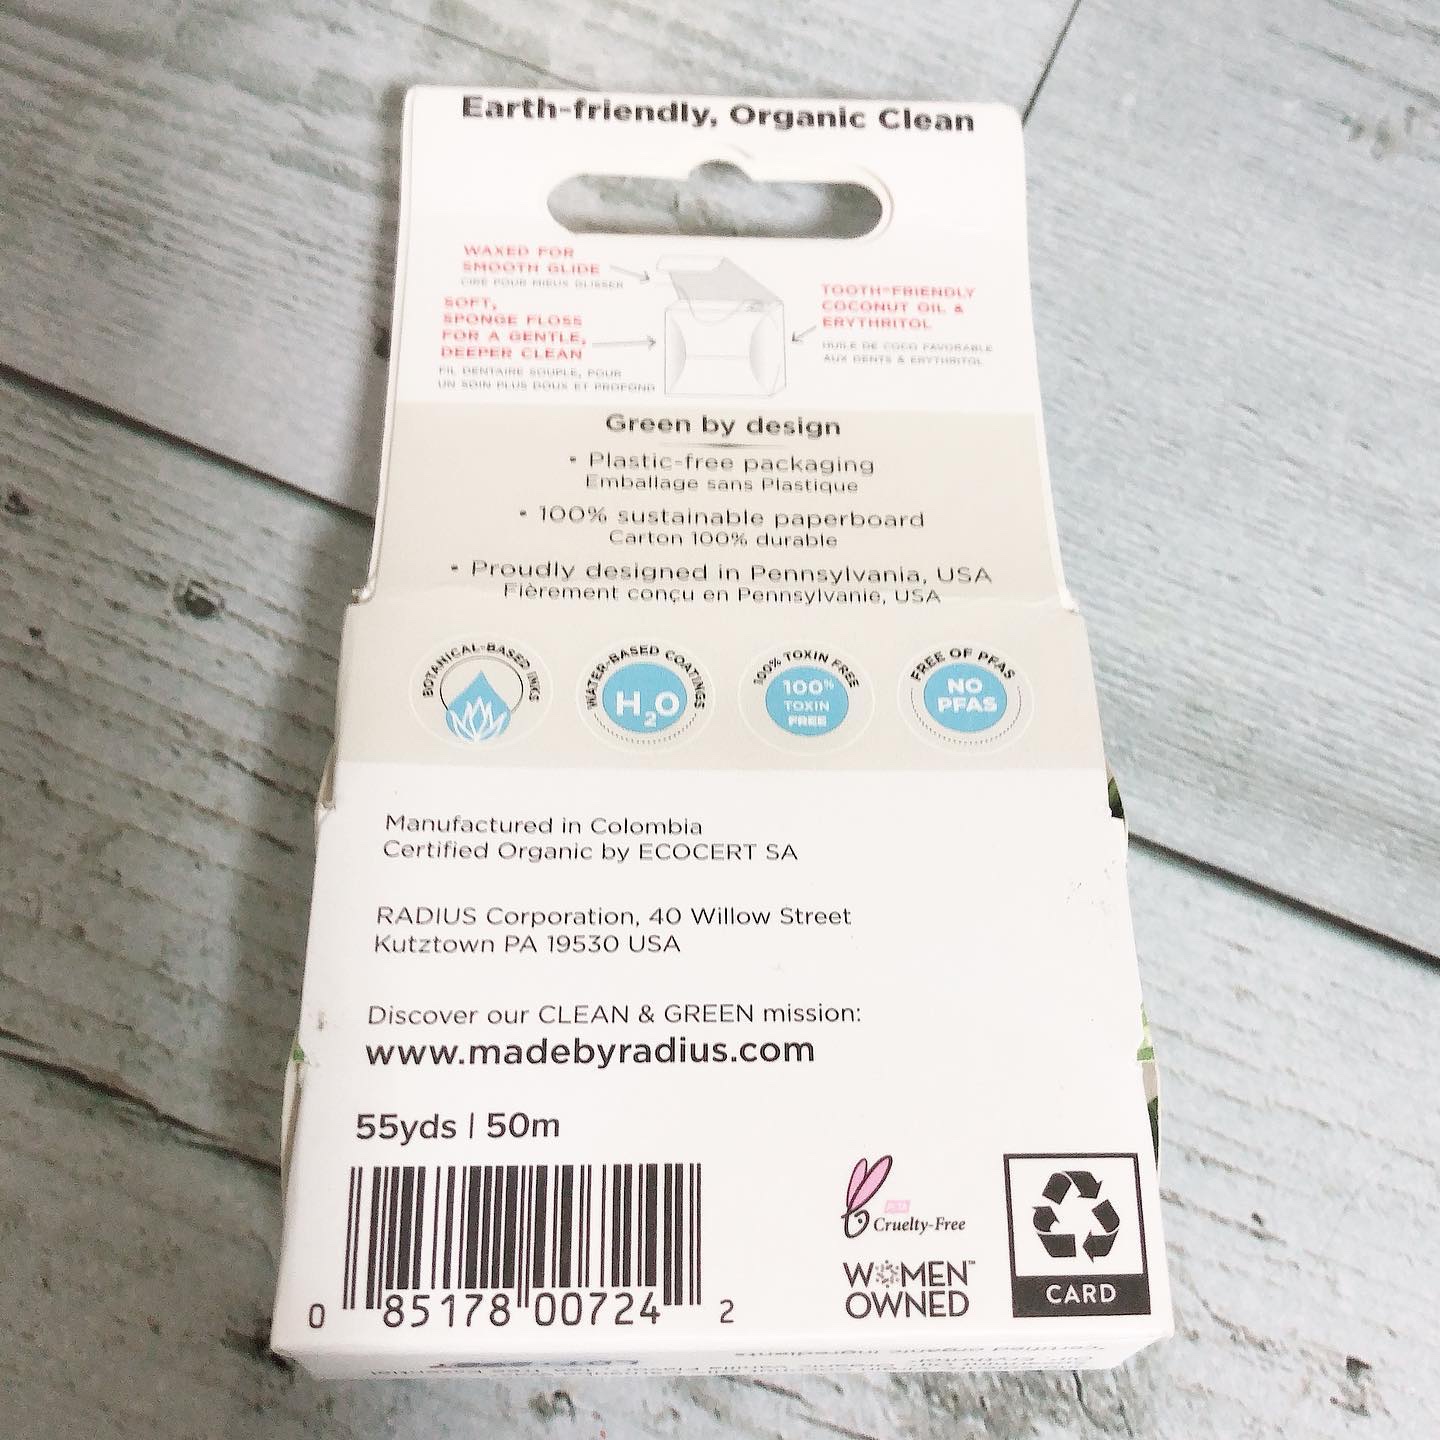 Earth-friendly, Organic Clean
WAXED FOR
SMOOTH GLIDE
CIRÉ POUR MIEUX GLISSER
SOFT,
SPONGE FLOSS
FOR A GENTLE,
DEEPER CLEAN
FIL DENTAIRE SOUPLE, POUR
UN SOIN PLUS DOUX ET PROFOND
TOOTH-FRIENDLY
COCONUT OIL &
ERYTHRITOL
HUILE DE COCO FAVORABLE
AUX DENTS & ERYTHRITOL
Green by design
• Plastic-free packaging
Emballage sans Plastique
• 100% sustainable paperboard
Carton 100% durable
• Proudly designed in Pennsylvania, USA
Fièrement conçu en Pennsylvanie, USA
BOTANICAL-BASED INKS
WATER-BASED COATINGS
H2O
100% TOXIN FREE
100%
TOXIN
FREE
FREE OF PFAS
NO
PFAS
Manufactured in Colombia
Certified Organic by ECOCERT SA
RADIUS Corporation, 40 Willow Street
Kutztown PA 19530 USA
Discover our CLEAN & GREEN mission:
www.madebyradius.com
55yds | 50m
0 85178 00724 2
PETA
Cruelty-Free
WOMEN™
OWNED
CARD
*Certified organic ingredients